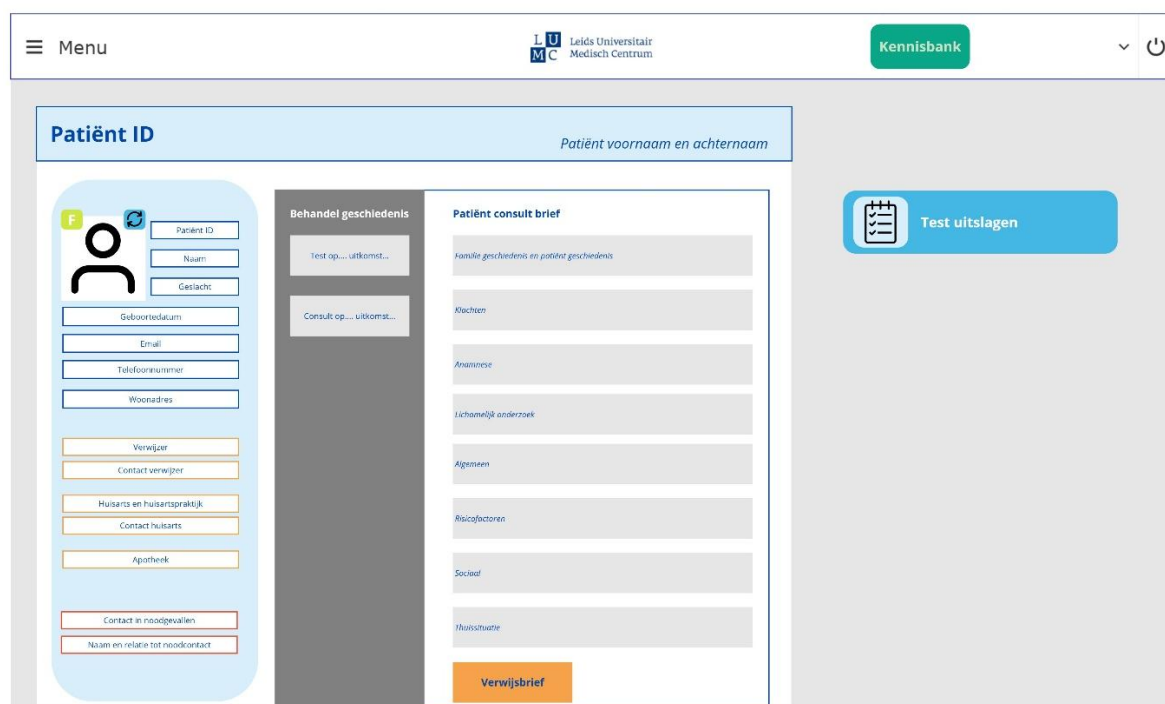 Menu
L U Leids Universitair
M C Medisch Centrum
Kennisbank
Patiënt ID
Patiënt voornaam en achternaam
F
Patiënt ID
Naam
Geslacht
Geboortedatum
Email
Telefoonnummer
Woonadres
Verwijzer
Contact verwijzer
Huisarts en huisartspraktijk
Contact huisarts
Apotheek
Contact in noodgevallen
Naam en relatie tot noodcontact
Behandel geschiedenis
Test op.... uitkomst...
Consult op.... uitkomst...
Patiënt consult brief
Familie geschiedenis en patiënt geschiedenis
Klachten
Anamnese
Lichamelijk onderzoek
Algemeen
Risicofactoren
Sociaal
Thuissituatie
Verwijsbrief
Test uitslagen